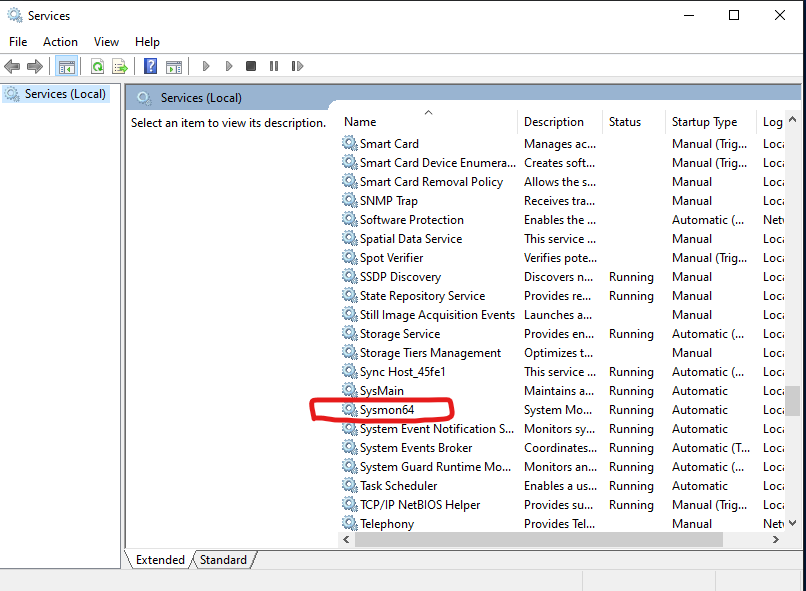 Services
File Action View Help
Services (Local)
Services (Local)
Select an item to view its description.
Name Description Status Startup Type Log
Smart Card Manages ac... Manual (Trig... Loca
Smart Card Device Enumera... Creates soft... Manual (Trig... Loca
Smart Card Removal Policy Allows the s... Manual Loca
SNMP Trap Receives tra... Manual Loca
Software Protection Enables the ... Automatic (... Netw
Spatial Data Service This service ... Manual Loca
Spot Verifier Verifies pote... Manual (Trig... Loca
SSDP Discovery Discovers n... Running Manual Loca
State Repository Service Provides re... Running Manual Loca
Still Image Acquisition Events Launches a... Manual Loca
Storage Service Provides en... Running Automatic (... Loca
Storage Tiers Management Optimizes t... Manual Loca
Sync Host_45fe1 This service ... Running Automatic (... Loca
SysMain Maintains a... Running Automatic Loca
Sysmon64 System Mo... Running Automatic Loca
System Event Notification S... Monitors sy... Running Automatic Loca
System Events Broker Coordinates... Running Automatic (T... Loca
System Guard Runtime Mo... Monitors an... Running Automatic (... Loca
Task Scheduler Enables a us... Running Automatic Loca
TCP/IP NetBIOS Helper Provides su... Running Manual (Trig... Loca
Telephony Provides Tel... Manual Netw
Extended Standard